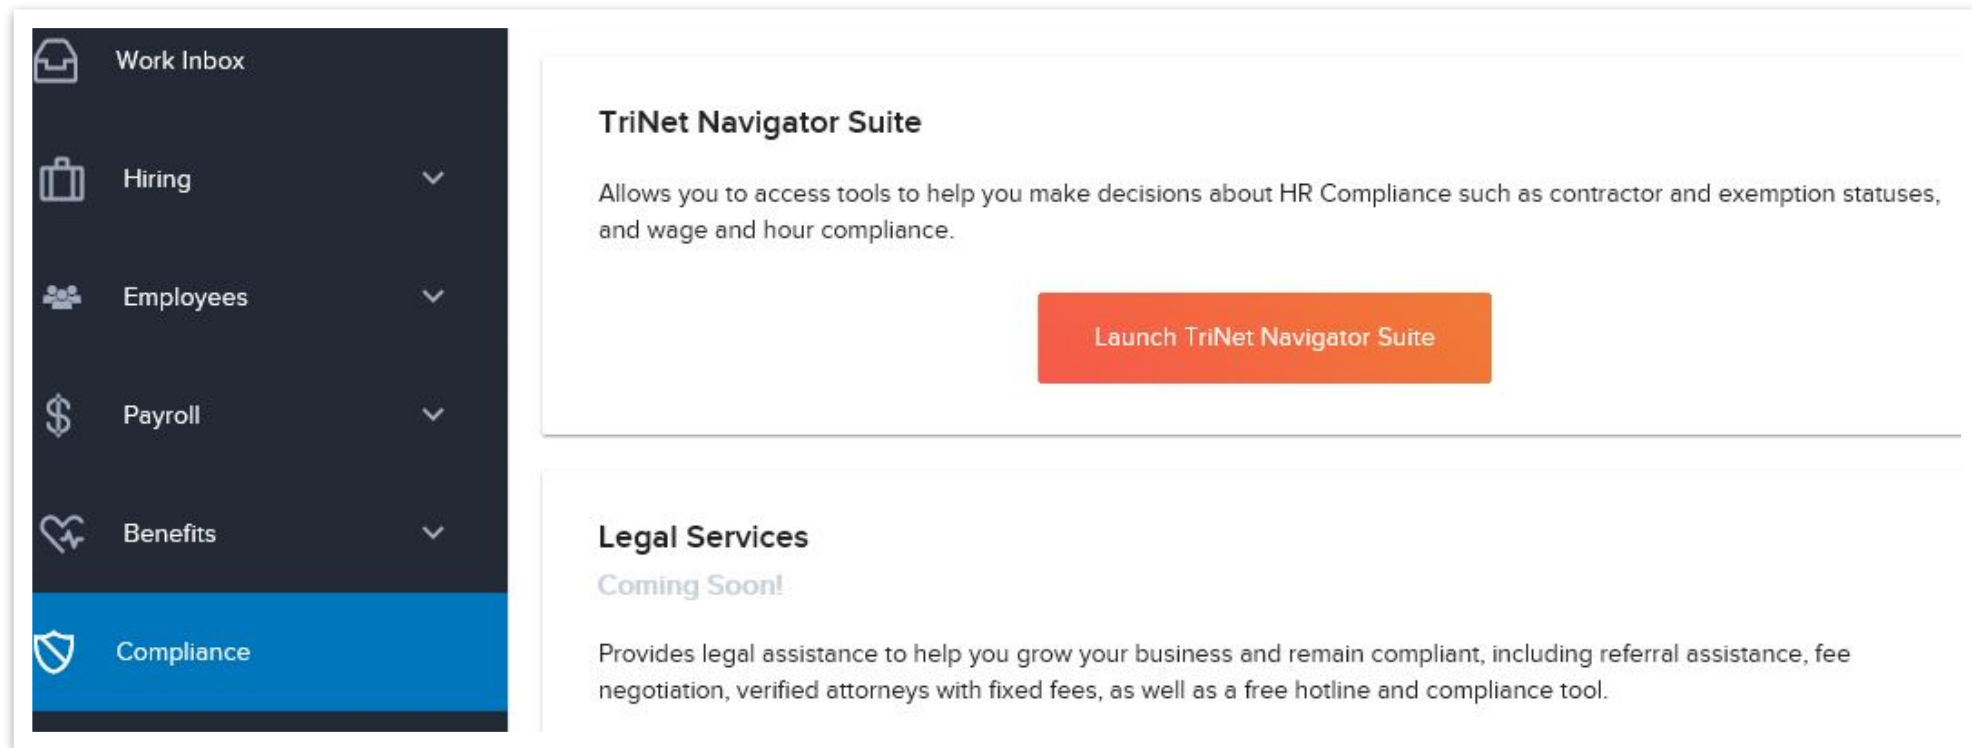 Work Inbox
Hiring
Employees
Payroll
Benefits
Compliance
TriNet Navigator Suite
Allows you to access tools to help you make decisions about HR Compliance such as contractor and exemption statuses,
and wage and hour compliance.
Launch TriNet Navigator Suite
Legal Services
Coming Soon!
Provides legal assistance to help you grow your business and remain compliant, including referral assistance, fee
negotiation, verified attorneys with fixed fees, as well as a free hotline and compliance tool.